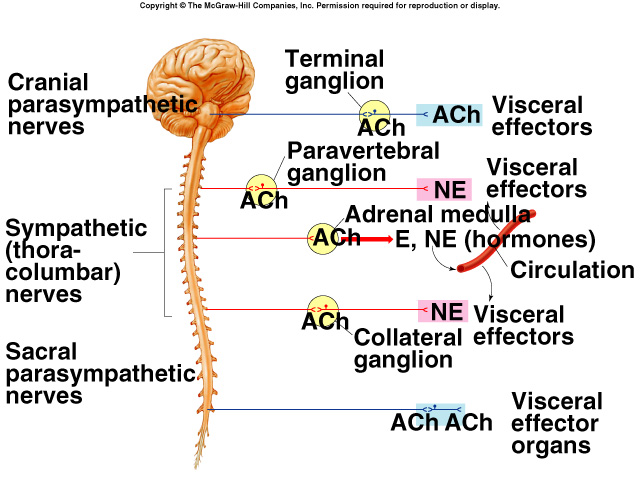 Copyright © The McGraw-Hill Companies, Inc. Permission required for reproduction or display.
Terminal
ganglion
Cranial
parasympathetic
nerves
ACh
ACh
Visceral
effectors
Paravertebral
ganglion
ACh
NE
Visceral
effectors
Sympathetic
(thora-
columbar)
nerves
Adrenal medulla
ACh
E, NE (hormones)
Circulation
ACh
NE
Visceral
effectors
Collateral
ganglion
Sacral
parasympathetic
nerves
ACh ACh
Visceral
effector
organs